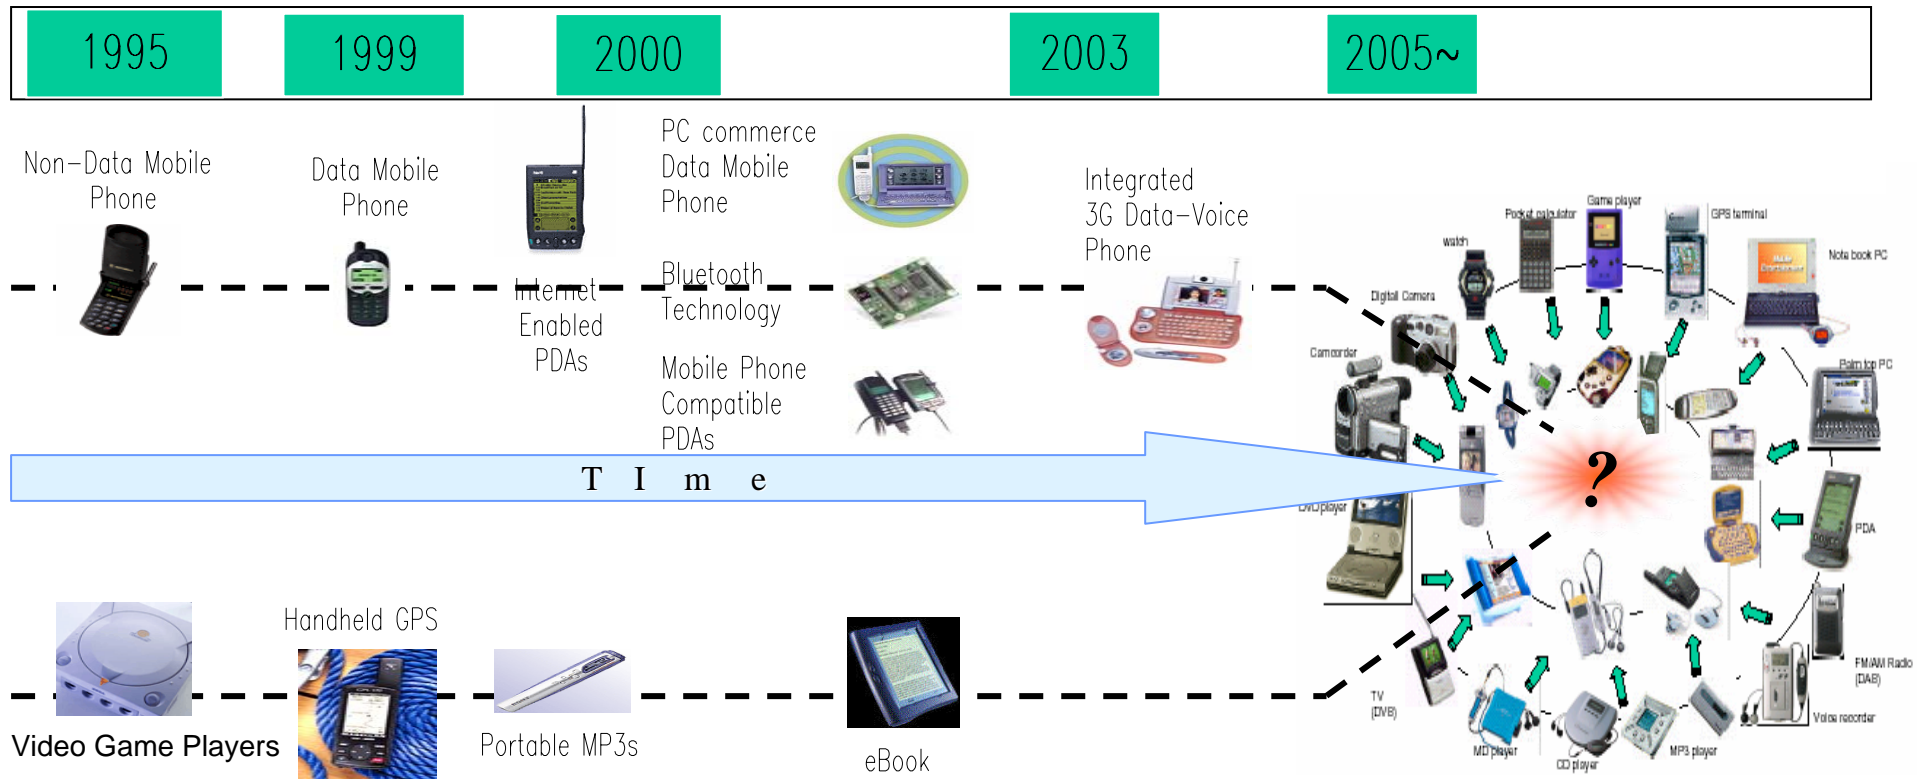 1995
1999
2000
2003
2005~
Non-Data Mobile
Phone
Data Mobile
Phone
Internet
Enabled
PDAs
PC commerce
Data Mobile
Phone
Bluetooth
Technology
Mobile Phone
Compatible
PDAs
Integrated
3G Data-Voice
Phone
T I m e
Video Game Players
Handheld GPS
Portable MP3s
eBook
?
Camcorder
Digital Camera
watch
Pocket calculator
Game player
GPS terminal
Note book PC
Palm top PC
PDA
FM/AM Radio
(DAB)
Voice recorder
MP3 player
CD player
MD player
TV
(DVB)
DVD player